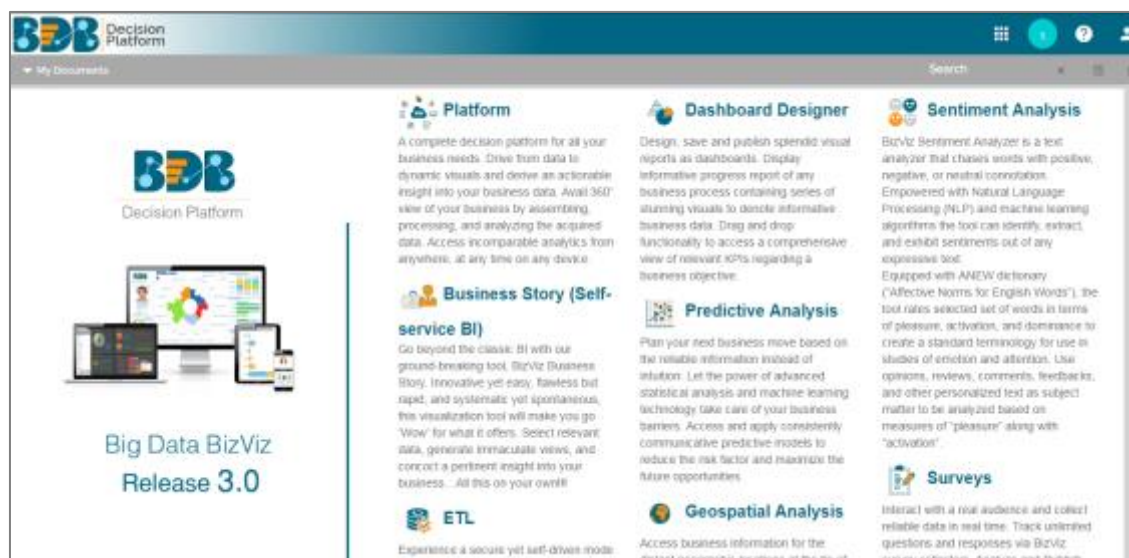 BDB Decision
Platform
My Documents
Search
BDB
Decision Platform
Big Data BizViz
Release 3.0
Platform
A complete decision platform for all your
business needs. Drive from data to
dynamic visuals and derive an actionable
insight into your business data. Avail 360°
view of your business by assembling,
processing, and analyzing the acquired
data. Access incomparable analytics from
anywhere, at any time on any device.
Business Story (Self-
service BI)
Go beyond the classic BI with our
ground-breaking tool, BizViz Business
Story. Innovative yet easy, flawless but
rapid, and systematic yet spontaneous,
this visualization tool will make you go
'Wow' for what it offers. Select relevant
data, generate immaculate views, and
concoct a pertinent insight into your
business... All this on your own!!!
ETL
Experience a secure yet self-driven mode
Dashboard Designer
Design, save and publish splendid visual
reports as dashboards. Display
informative progress report of any
business process containing series of
stunning visuals to denote informative
business data. Drag and drop
functionality to access a comprehensive
view of relevant KPIs regarding a
business objective.
Predictive Analysis
Plan your next business move based on
the reliable information instead of
intuition. Let the power of advanced
statistical analysis and machine learning
technology take care of your business
barriers. Access and apply consistently
communicative predictive models to
reduce the risk factor and maximize the
future opportunities.
Geospatial Analysis
Access business information for the
Sentiment Analysis
BizViz Sentiment Analyzer is a text
analyzer that chases words with positive,
negative, or neutral connotation.
Empowered with Natural Language
Processing (NLP) and machine learning
algorithms the tool can identify, extract,
and exhibit sentiments out of any
expressive text.
Equipped with ANEW dictionary
("Affective Norms for English Words"), the
tool rates selected set of words in terms
of pleasure, activation, and dominance to
create a standard terminology for use in
studies of emotion and attention. Use
opinions, reviews, comments, feedbacks,
and other personalized text as subject
matter to be analyzed based on
measures of "pleasure" along with
"activation"
Surveys
Interact with a real audience and collect
reliable data in real time. Track unlimited
questions and responses via BizViz